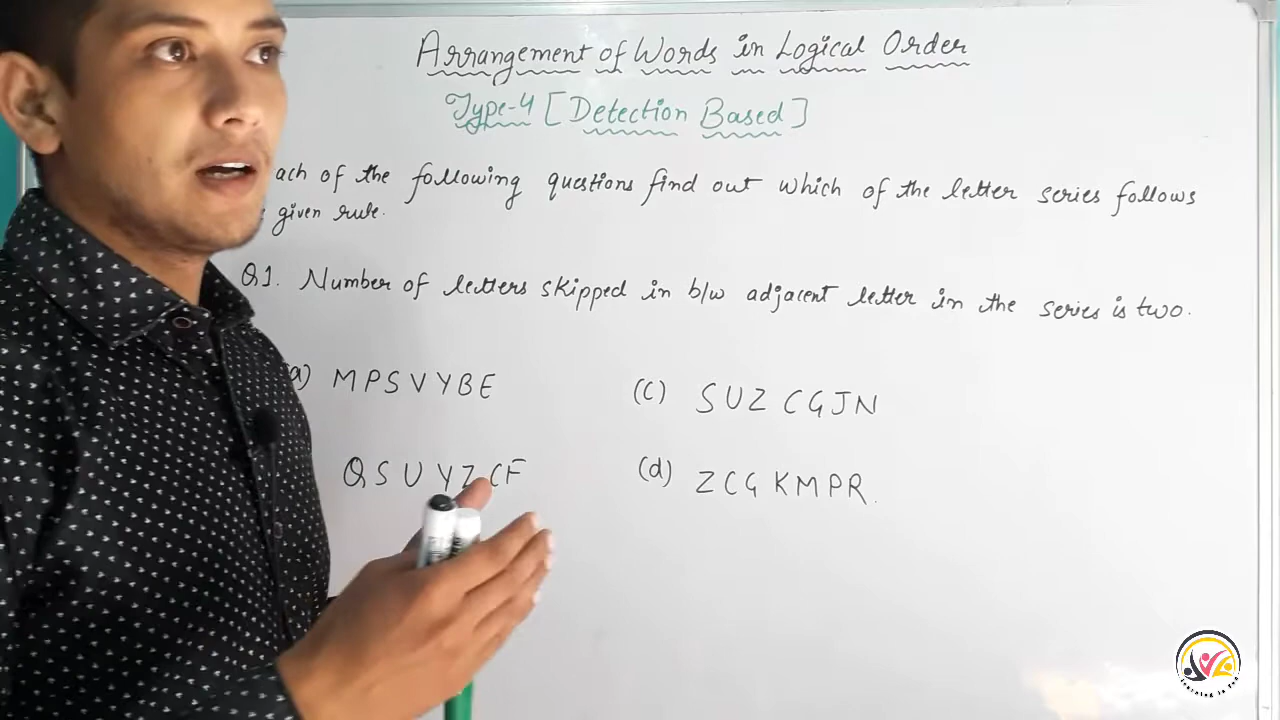 Arrangement of Words in Logical Order
Type-4 [Detection Based]
ach of the following questions find out which of the letter series follows
given rule.
Q1. Number of letters skipped in b/w adjacent letter in the series is two.
a) MPSVYBE
(c) SUZCGJN
QSUYZCF
(d) ZCGKMPR.